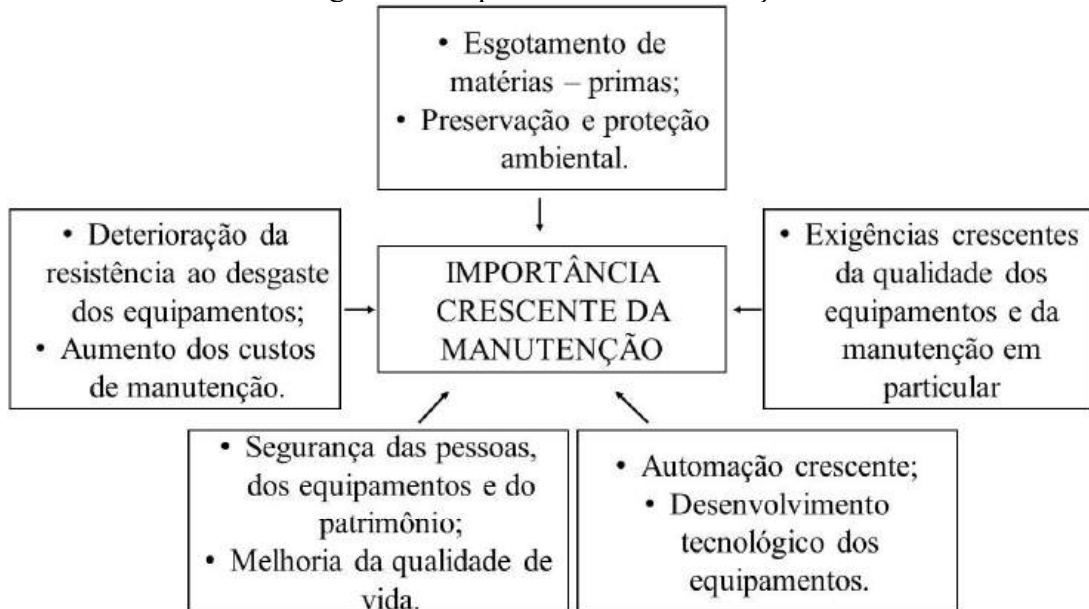 • Esgotamento de
matérias – primas;
• Preservação e proteção
ambiental.
• Deterioração da
resistência ao desgaste
dos equipamentos;
• Aumento dos custos
de manutenção.
IMPORTÂNCIA
CRESCENTE DA
MANUTENÇÃO
• Exigências crescentes
da qualidade dos
equipamentos e da
manutenção em
particular
• Segurança das pessoas,
dos equipamentos e do
patrimônio;
• Melhoria da qualidade de
vida.
• Automação crescente;
• Desenvolvimento
tecnológico dos
equipamentos.